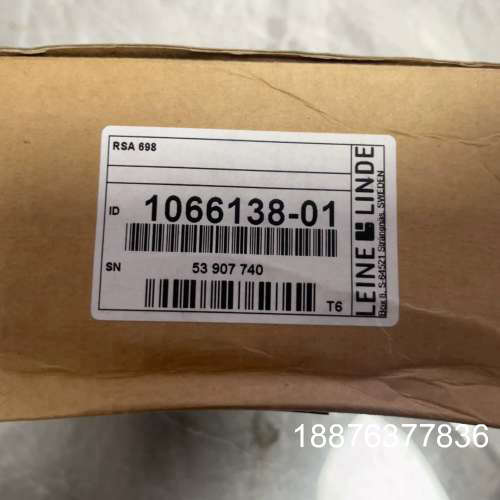 RSA 698
ID 1066138-01
SN 53 907 740
T6
LEINE LINDE
Box 8, S-64521 Strängnäs, SWEDEN
18876377836